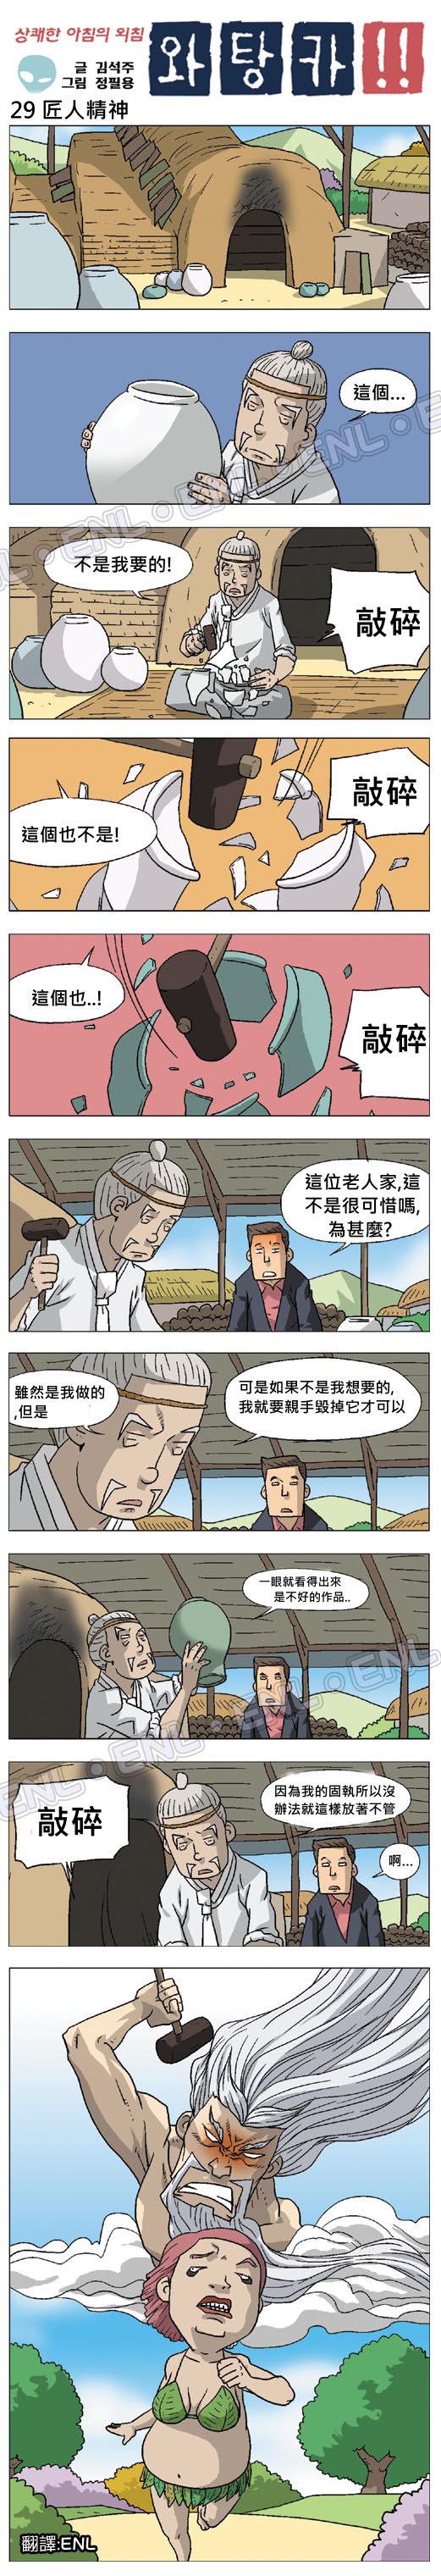 상쾌한 아침의 외침
글 김석주
그림 정필용
와탕카!!
29 匠人精神
這個...
不是我要的!
敲碎
敲碎
這個也不是!
這個也..!
敲碎
這位老人家,這
不是很可惜嗎,
為甚麼?
雖然是我做的
,但是
可是如果不是我想要的,
我就要親手毀掉它才可以
一眼就看得出來
是不好的作品..
敲碎
因為我的固執所以沒
辦法就這樣放著不管
啊...
翻譯:ENL